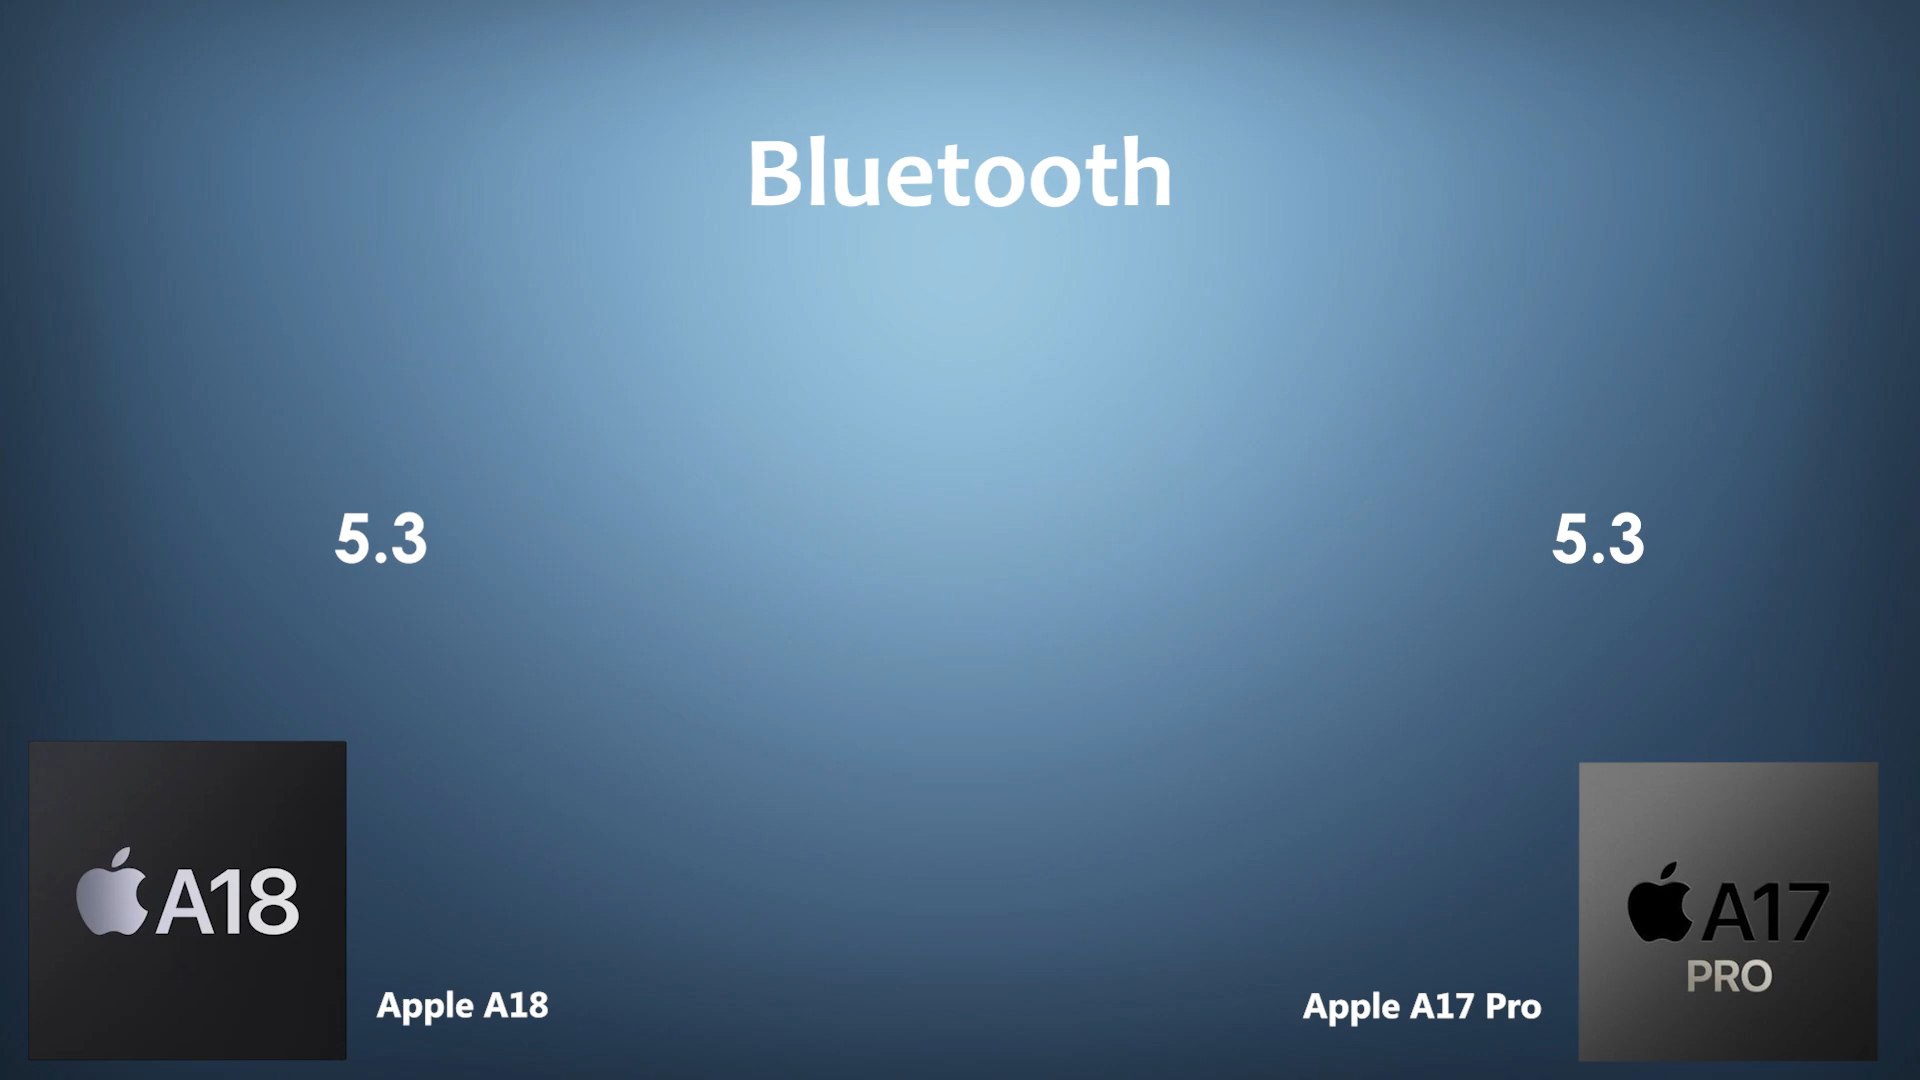 Bluetooth
5.3
5.3
A18
Apple A18
Apple A17 Pro
A17
PRO